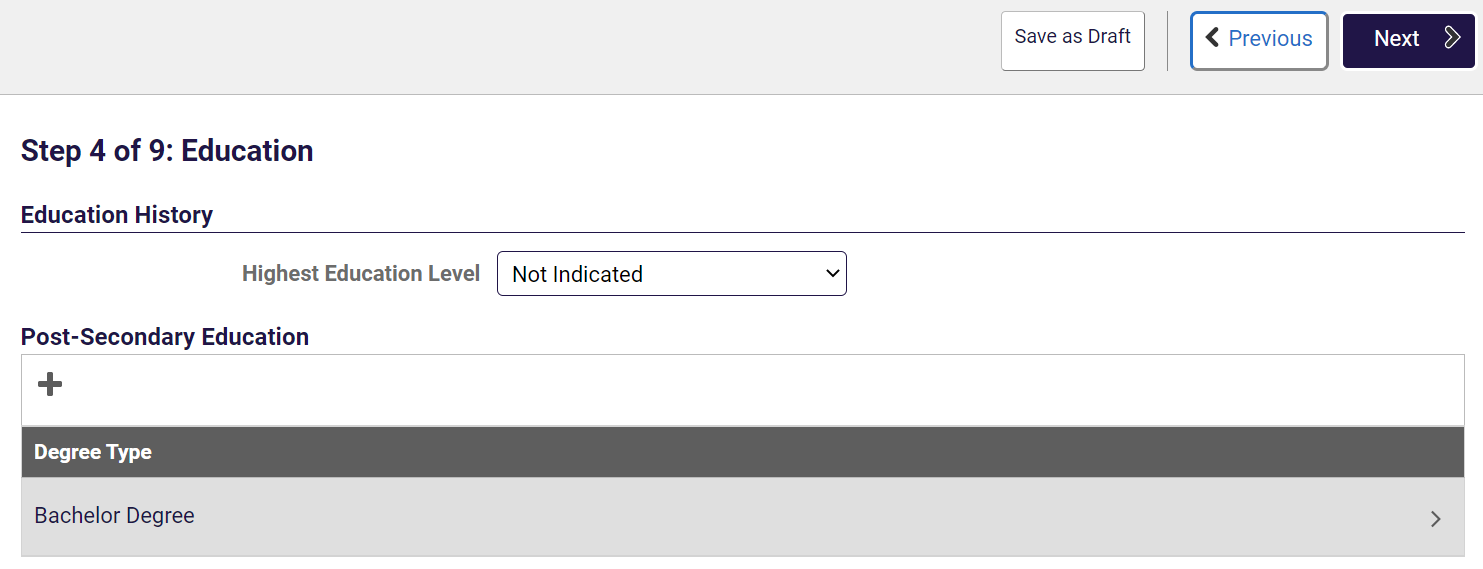 Save as Draft Previous Next
Step 4 of 9: Education
Education History
Highest Education Level Not Indicated
Post-Secondary Education
Degree Type
Bachelor Degree